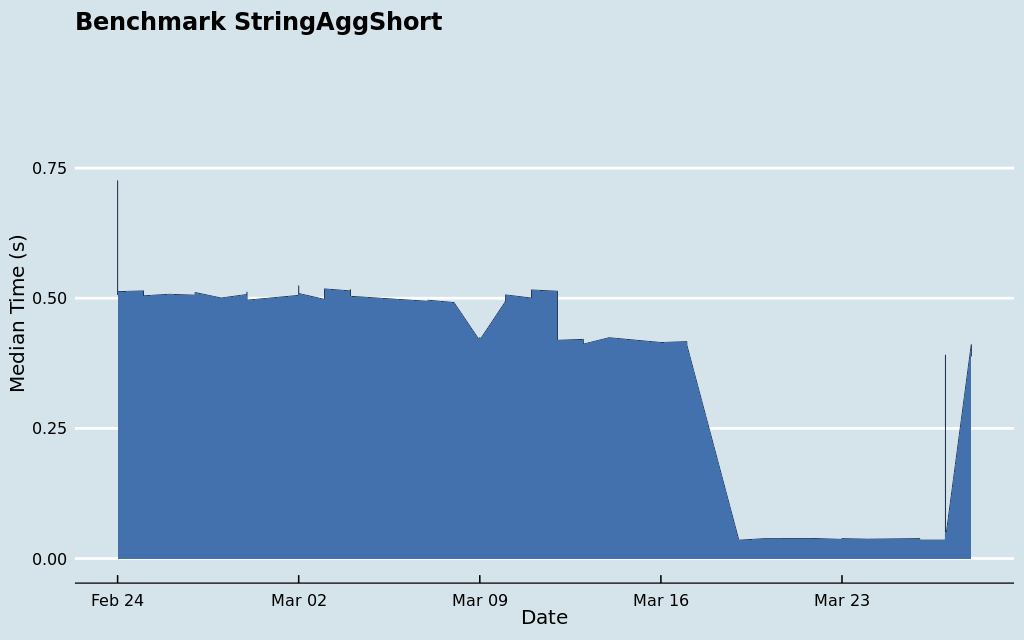 Benchmark StringAggShort
Median Time (s)
0.75
0.50
0.25
0.00
Feb 24
Mar 02
Mar 09
Mar 16
Mar 23
Date